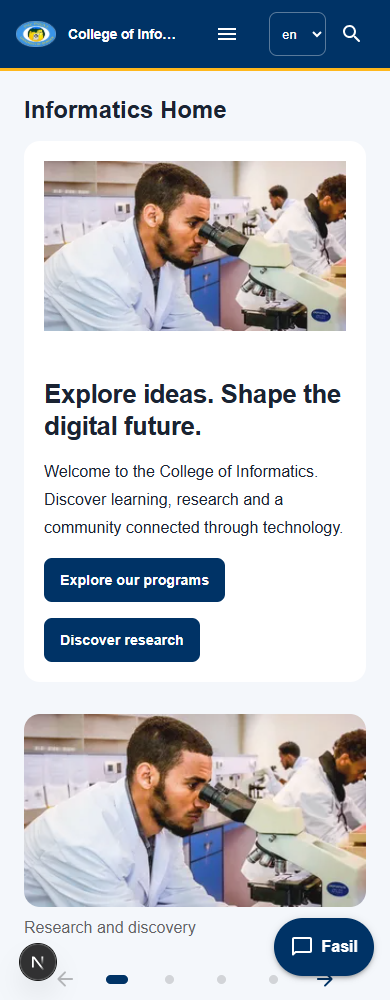 College of Info...
en
Informatics Home
Explore ideas. Shape the
digital future.
Welcome to the College of Informatics.
Discover learning, research and a
community connected through technology.
Explore our programs
Discover research
Research and discovery
N
Fasil